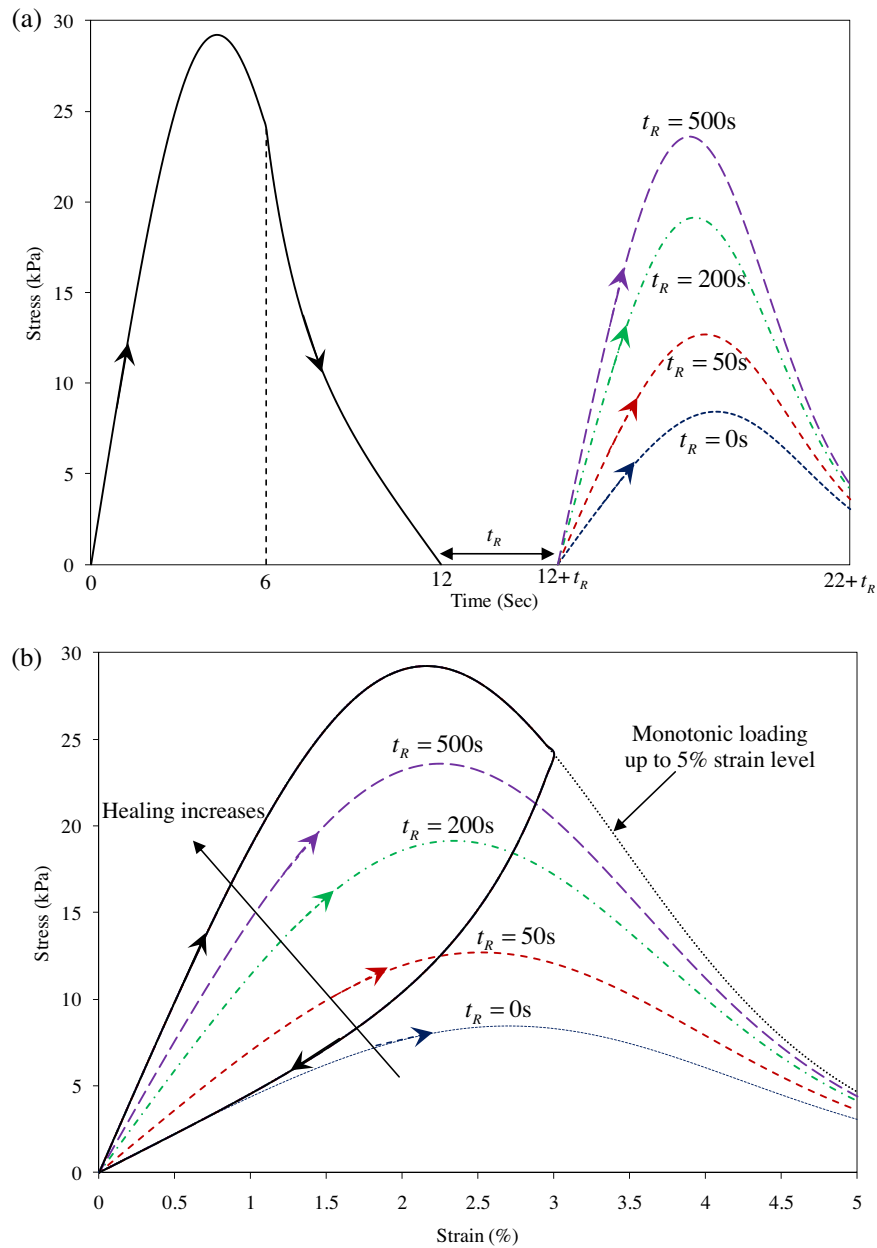 (a)
30
25
20
15
10
5
0
Stress (kPa)
t_R = 500s
t_R = 200s
t_R = 50s
t_R = 0s
t_R
0
6
12
12+ t_R
22+ t_R
Time (Sec)
(b)
30
25
20
15
10
5
0
Stress (kPa)
Monotonic loading
up to 5% strain level
Healing increases
t_R = 500s
t_R = 200s
t_R = 50s
t_R = 0s
0
0.5
1
1.5
2
2.5
3
3.5
4
4.5
5
Strain (%)